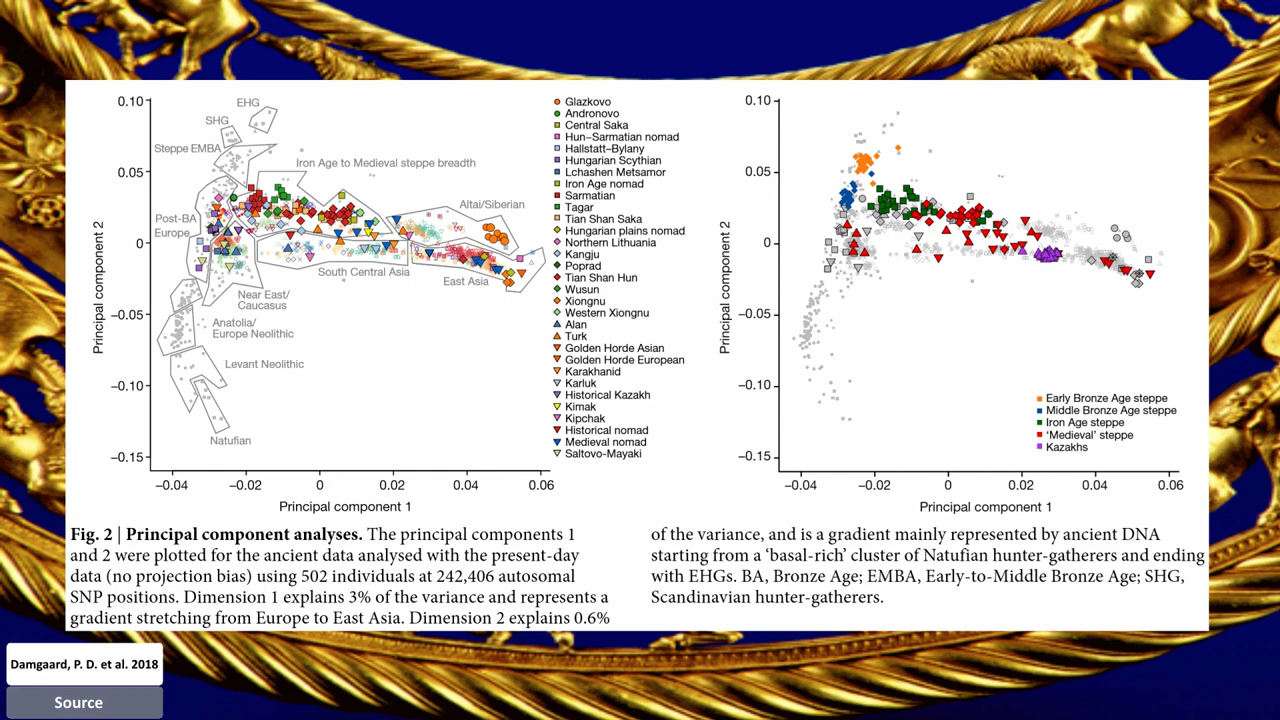 0.10
0.05
0
−0.05
−0.10
−0.15
Principal component 2
−0.04
−0.02
0
0.02
0.04
0.06
Principal component 1
EHG
SHG
Steppe EMBA
Iron Age to Medieval steppe breadth
Altai/Siberian
Post-BA
Europe
South Central Asia
East Asia
Near East/
Caucasus
Anatolia/
Europe Neolithic
Levant Neolithic
Natufian
Glazkovo
Andronovo
Central Saka
Hun–Sarmatian nomad
Hallstatt–Bylany
Hungarian Scythian
Lchashen Metsamor
Iron Age nomad
Sarmatian
Tagar
Tian Shan Saka
Hungarian plains nomad
Northern Lithuania
Kangju
Poprad
Tian Shan Hun
Wusun
Xiongnu
Western Xiongnu
Alan
Turk
Golden Horde Asian
Golden Horde European
Karakhanid
Karluk
Historical Kazakh
Kimak
Kipchak
Historical nomad
Medieval nomad
Saltovo-Mayaki
0.10
0.05
0
−0.05
−0.10
−0.15
Principal component 2
−0.04
−0.02
0
0.02
0.04
0.06
Principal component 1
Early Bronze Age steppe
Middle Bronze Age steppe
Iron Age steppe
‘Medieval’ steppe
Kazakhs
Fig. 2 | Principal component analyses. The principal components 1
and 2 were plotted for the ancient data analysed with the present-day
data (no projection bias) using 502 individuals at 242,406 autosomal
SNP positions. Dimension 1 explains 3% of the variance and represents a
gradient stretching from Europe to East Asia. Dimension 2 explains 0.6%
of the variance, and is a gradient mainly represented by ancient DNA
starting from a ‘basal-rich’ cluster of Natufian hunter-gatherers and ending
with EHGs. BA, Bronze Age; EMBA, Early-to-Middle Bronze Age; SHG,
Scandinavian hunter-gatherers.
Damgaard, P. D. et al. 2018
Source